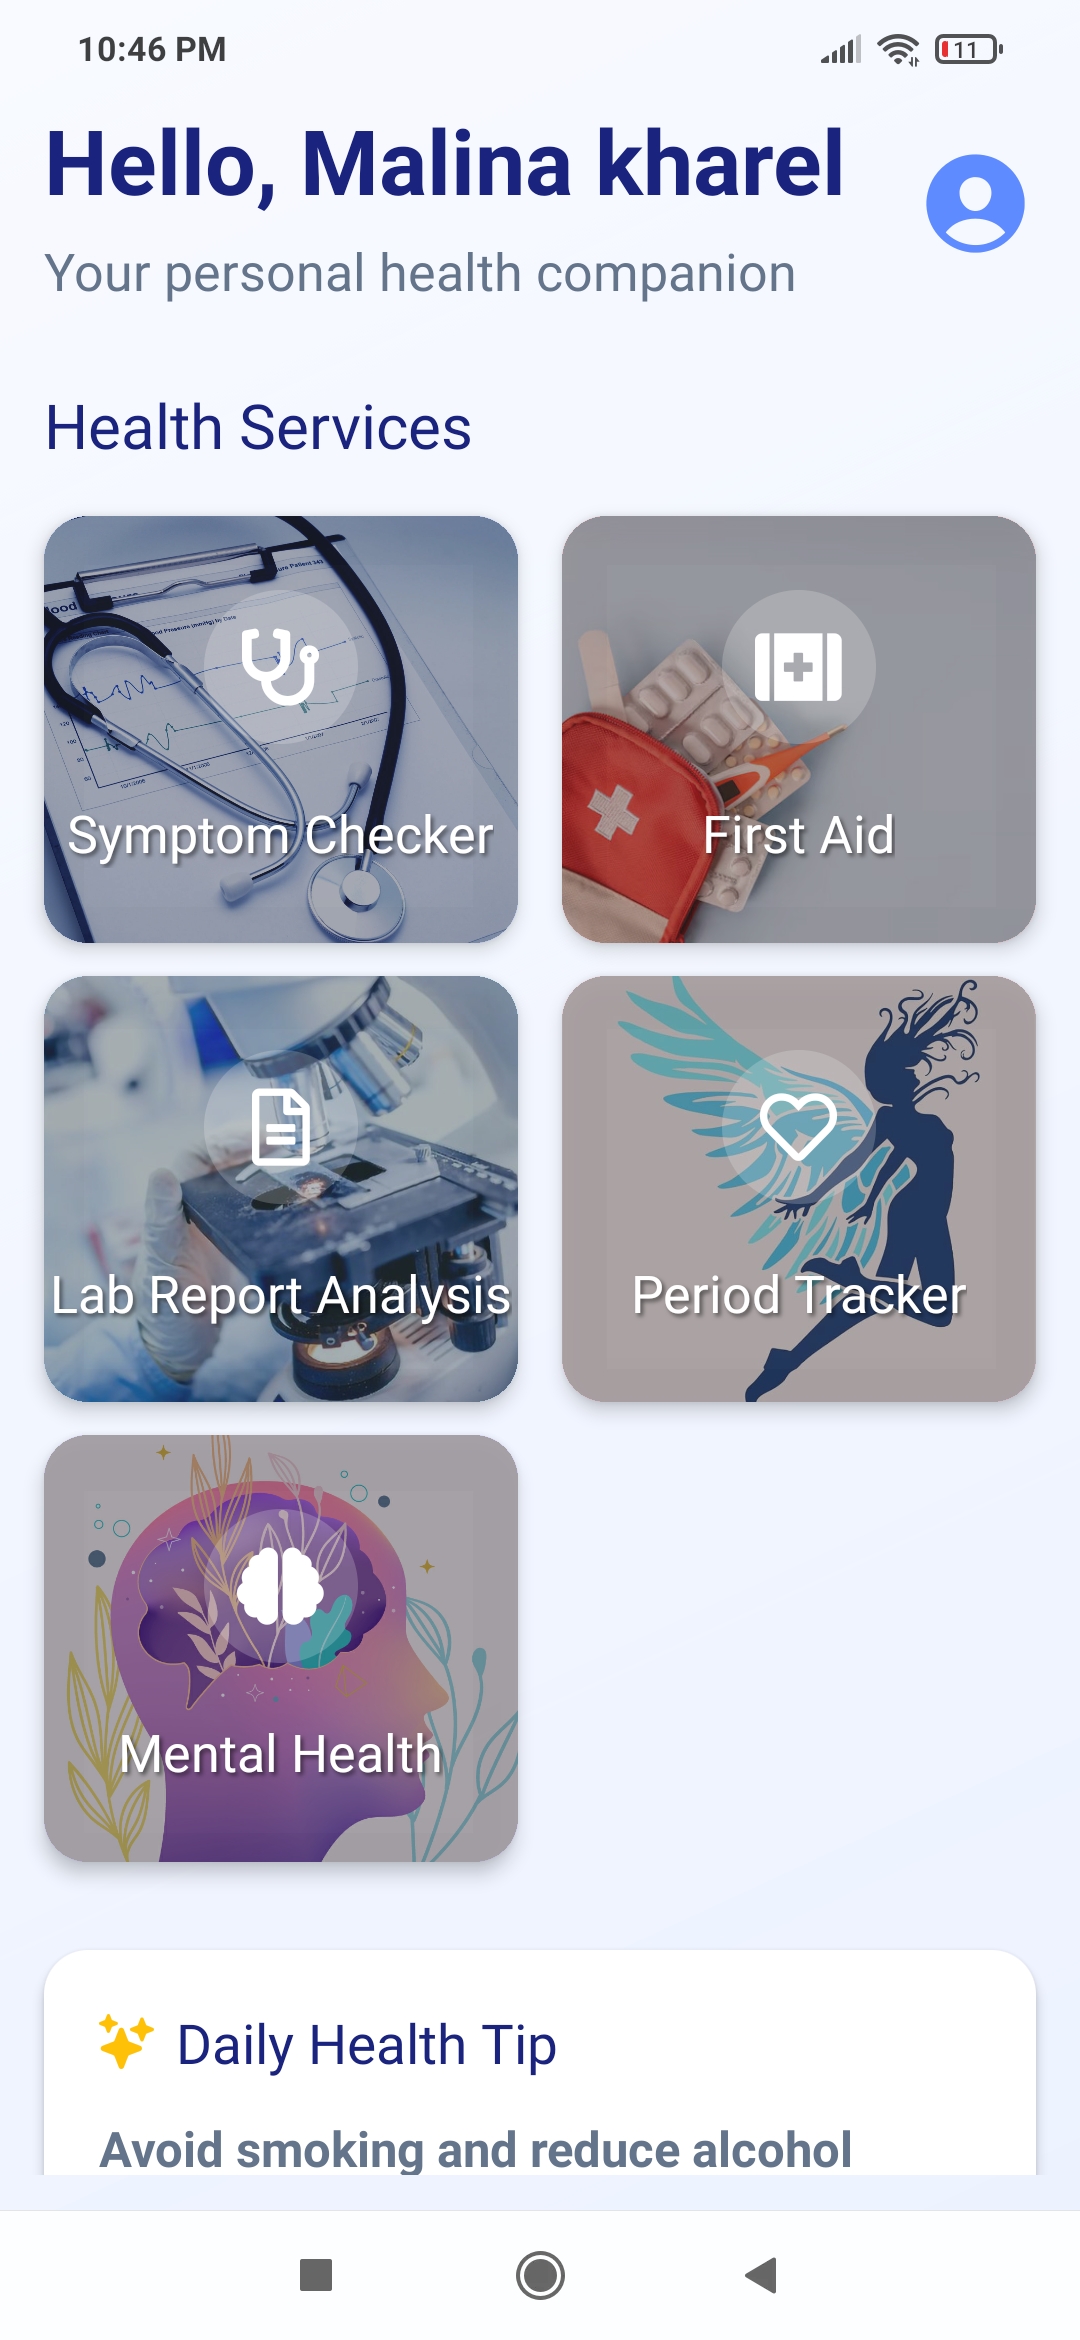 10:46 PM
11
Hello, Malina kharel
Your personal health companion
Health Services
Symptom Checker
First Aid
Lab Report Analysis
Period Tracker
Mental Health
Daily Health Tip
Avoid smoking and reduce alcohol